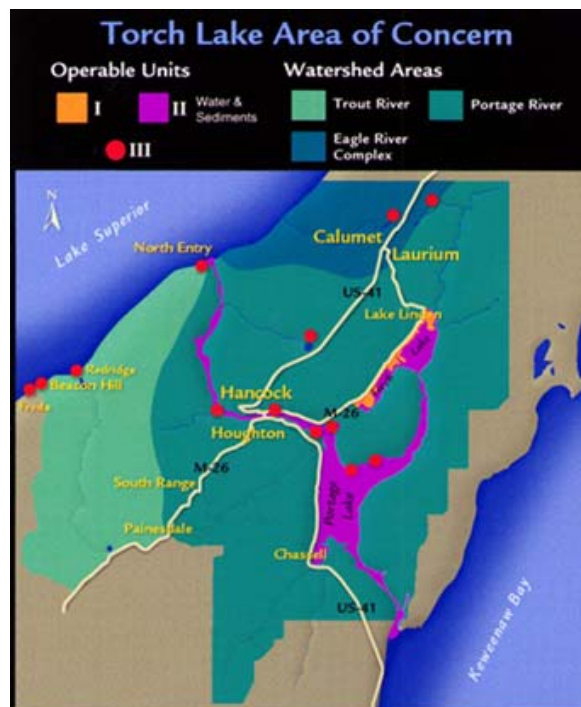 Torch Lake Area of Concern
Operable Units
I
II
Water &
Sediments
III
Watershed Areas
Trout River
Portage River
Eagle River
Complex
N
Lake Superior
North Entry
Calumet
Laurium
US-41
Lake Linden
Lake
Redridge
Beacon Hill
Hancock
M-26
Houghton
M-26
South Range
Portage
Lake
Painesdale
Chassell
US-41
Keweenaw Bay